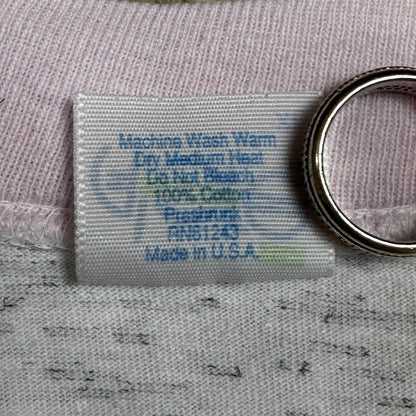 Machine Wash Warm
Dry Medium Heat
Do Not Bleach
100% Cotton
Preshrunk
RN61243
Made in U.S.A.